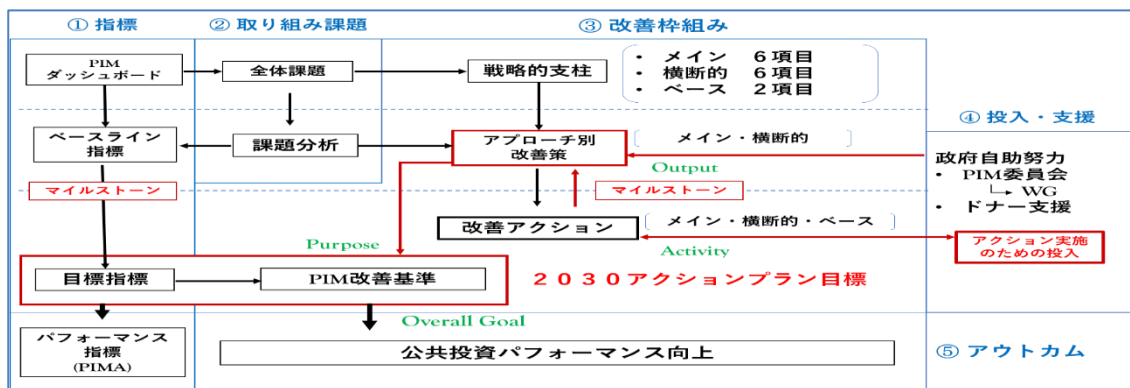 ① 指標
② 取り組み課題
③ 改善枠組み
PIM
ダッシュボード
全体課題
戦略的支柱
・ メイン 6項目
・ 横断的 6項目
・ ベース 2項目
④ 投入・支援
ベースライン
指標
課題分析
アプローチ別
改善策
メイン・横断的
Output
政府自助努力
・ PIM委員会
WG
・ ドナー支援
マイルストーン
マイルストーン
改善アクション
メイン・横断的・ベース
Purpose
Activity
アクション実施
のための投入
目標指標
PIM改善基準
2030アクションプラン目標
Overall Goal
パフォーマンス
指標
(PIMA)
公共投資パフォーマンス向上
⑤ アウトカム